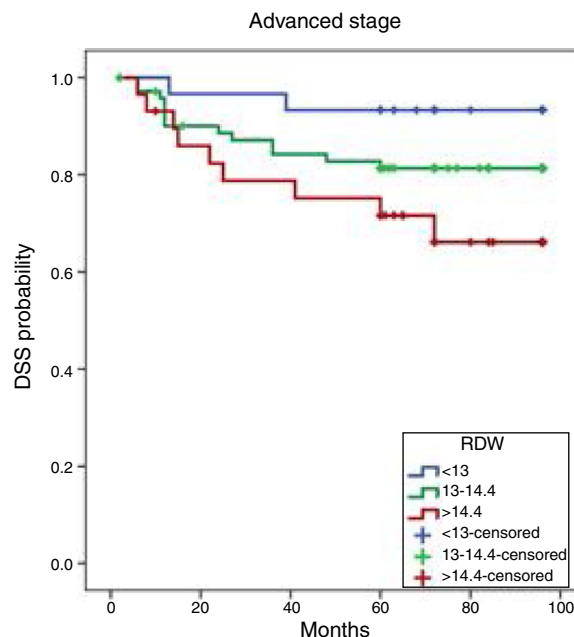 Advanced stage
DSS probability
1.0
0.8
0.6
0.4
0.2
0.0
RDW
<13
13-14.4
>14.4
<13-censored
13-14.4-censored
>14.4-censored
0 20 40 60 80 100
Months